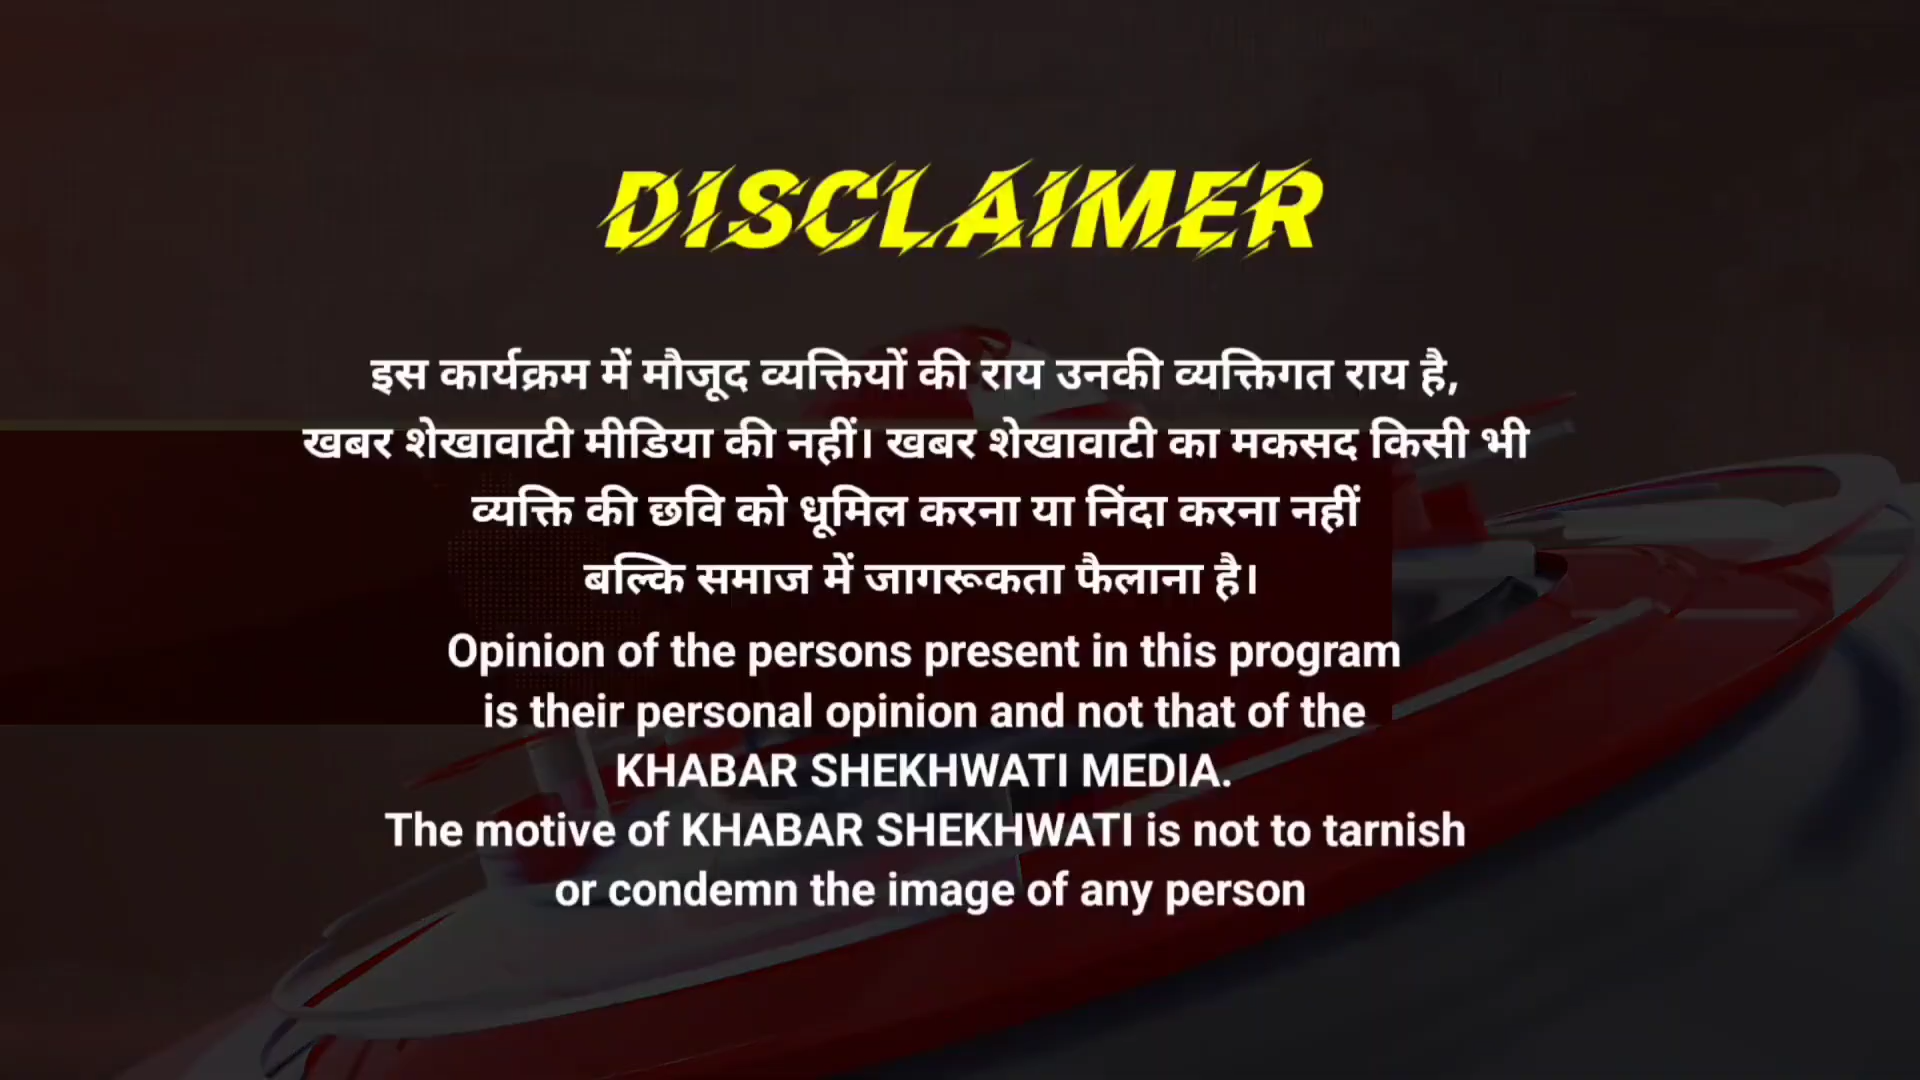 DISCLAIMER
इस कार्यक्रम में मौजूद व्यक्तियों की राय उनकी व्यक्तिगत राय है,
खबर शेखावाटी मीडिया की नहीं। खबर शेखावाटी का मकसद किसी भी
व्यक्ति की छवि को धूमिल करना या निंदा करना नहीं
बल्कि समाज में जागरूकता फैलाना है।
Opinion of the persons present in this program
is their personal opinion and not that of the
KHABAR SHEKHWATI MEDIA.
The motive of KHABAR SHEKHWATI is not to tarnish
or condemn the image of any person